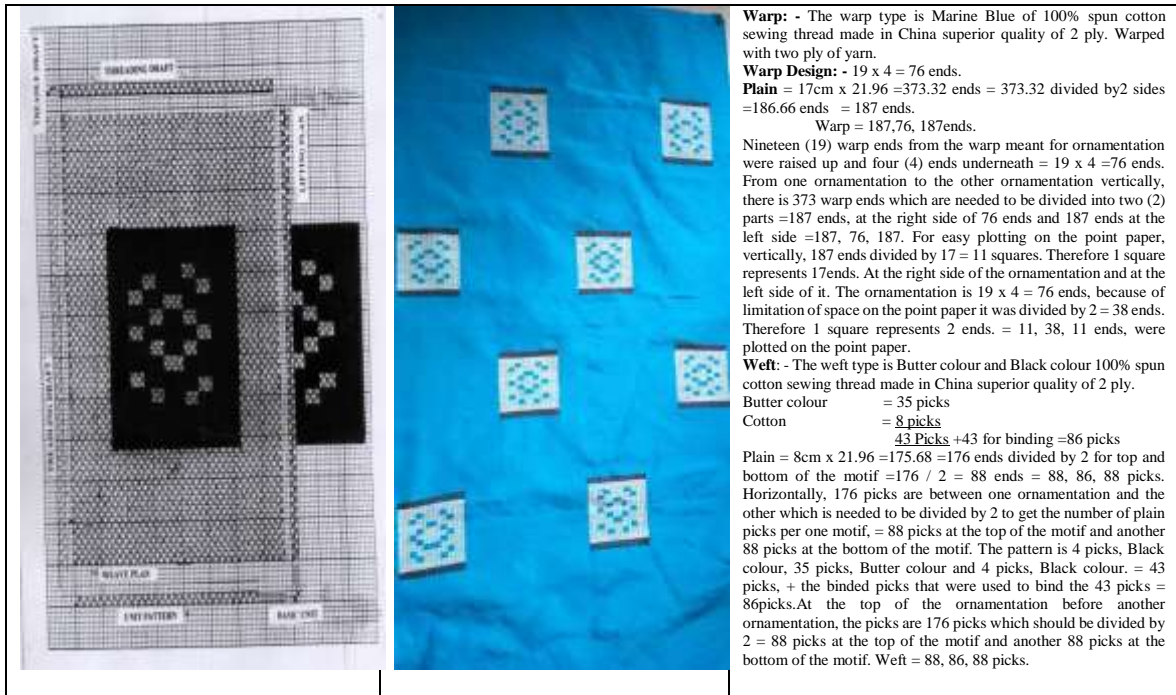 THREADING DRAFT
TREADLE DRAFT
LIFTING PLAN
WEAVE PLAN
UNIT PATTERN
BASIC UNIT
Warp: - The warp type is Marine Blue of 100% spun cotton
sewing thread made in China superior quality of 2 ply. Warped
with two ply of yarn.
Warp Design: - 19 x 4 = 76 ends.
Plain = 17cm x 21.96 =373.32 ends = 373.32 divided by2 sides
=186.66 ends = 187 ends.
Warp = 187,76, 187ends.
Nineteen (19) warp ends from the warp meant for ornamentation
were raised up and four (4) ends underneath = 19 x 4 =76 ends.
From one ornamentation to the other ornamentation vertically,
there is 373 warp ends which are needed to be divided into two (2)
parts =187 ends, at the right side of 76 ends and 187 ends at the
left side =187, 76, 187. For easy plotting on the point paper,
vertically, 187 ends divided by 17 = 11 squares. Therefore 1 square
represents 17ends. At the right side of the ornamentation and at the
left side of it. The ornamentation is 19 x 4 = 76 ends, because of
limitation of space on the point paper it was divided by 2 = 38 ends.
Therefore 1 square represents 2 ends. = 11, 38, 11 ends, were
plotted on the point paper.
Weft: - The weft type is Butter colour and Black colour 100% spun
cotton sewing thread made in China superior quality of 2 ply.
Butter colour = 35 picks
Cotton = 8 picks
43 Picks +43 for binding =86 picks
Plain = 8cm x 21.96 =175.68 =176 ends divided by 2 for top and
bottom of the motif =176 / 2 = 88 ends = 88, 86, 88 picks.
Horizontally, 176 picks are between one ornamentation and the
other which is needed to be divided by 2 to get the number of plain
picks per one motif, = 88 picks at the top of the motif and another
88 picks at the bottom of the motif. The pattern is 4 picks, Black
colour, 35 picks, Butter colour and 4 picks, Black colour. = 43
picks, + the binded picks that were used to bind the 43 picks =
86picks.At the top of the ornamentation before another
ornamentation, the picks are 176 picks which should be divided by
2 = 88 picks at the top of the motif and another 88 picks at the
bottom of the motif. Weft = 88, 86, 88 picks.